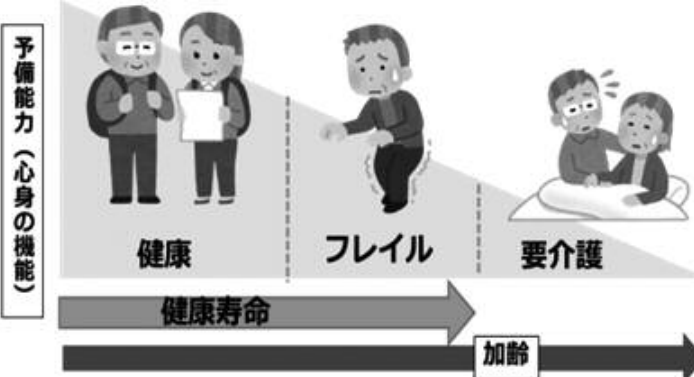 予備能力（心身の機能）
健康
フレイル
要介護
健康寿命
加齢